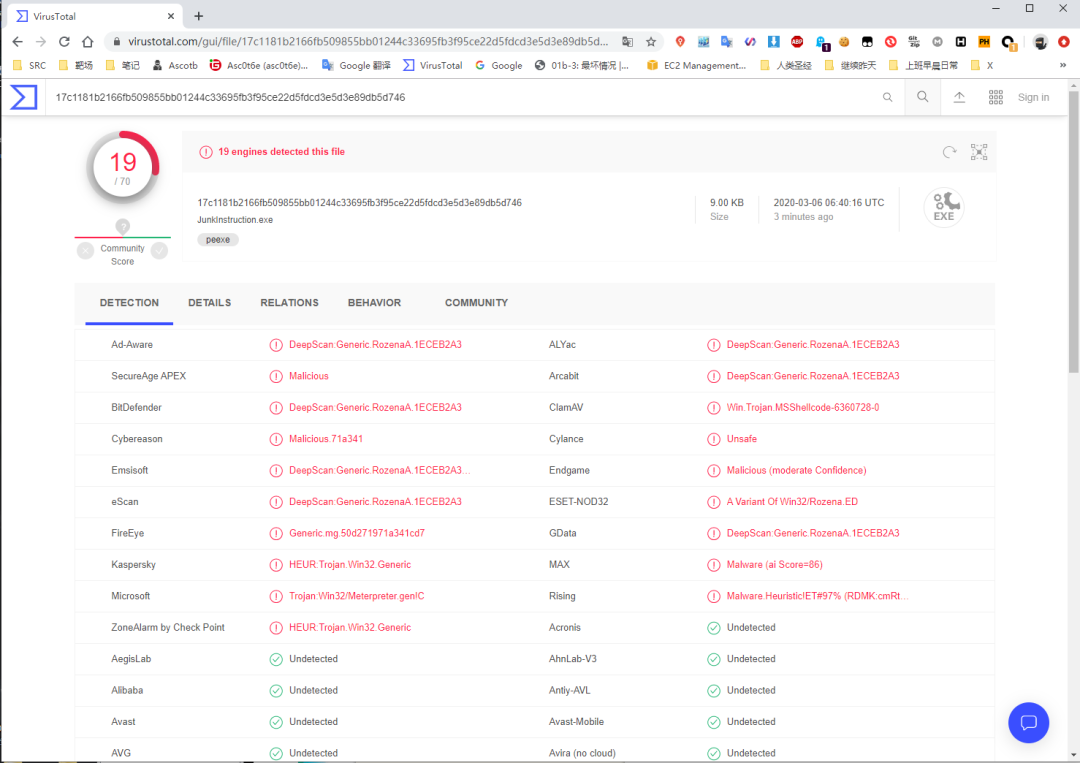 VirusTotal
virustotal.com/gui/file/17c1181b2166fb509855bb01244c33695fb3f95ce22d5fdcd3e5d3e89db5d...
SRC 靶场 笔记 Ascotb Asc0t6e (asc0t6e)... Google 翻译 VirusTotal Google 01b-3: 最坏情况 |... EC2 Management... 人类圣经 继续昨天 上班早晨日常 X »
17c1181b2166fb509855bb01244c33695fb3f95ce22d5fdcd3e5d3e89db5d746 Sign in
19
/ 70
19 engines detected this file
17c1181b2166fb509855bb01244c33695fb3f95ce22d5fdcd3e5d3e89db5d746
JunkInstruction.exe
peexe
9.00 KB
Size
2020-03-06 06:40:16 UTC
3 minutes ago
EXE
?
Community
Score
DETECTION DETAILS RELATIONS BEHAVIOR COMMUNITY
Ad-Aware DeepScan:Generic.RozenaA.1ECEB2A3 ALYac DeepScan:Generic.RozenaA.1ECEB2A3
SecureAge APEX Malicious Arcabit DeepScan:Generic.RozenaA.1ECEB2A3
BitDefender DeepScan:Generic.RozenaA.1ECEB2A3 ClamAV Win.Trojan.MSShellcode-6360728-0
Cybereason Malicious.71a341 Cylance Unsafe
Emsisoft DeepScan:Generic.RozenaA.1ECEB2A3... Endgame Malicious (moderate Confidence)
eScan DeepScan:Generic.RozenaA.1ECEB2A3 ESET-NOD32 A Variant Of Win32/Rozena.ED
FireEye Generic.mg.50d271971a341cd7 GData DeepScan:Generic.RozenaA.1ECEB2A3
Kaspersky HEUR:Trojan.Win32.Generic MAX Malware (ai Score=86)
Microsoft Trojan:Win32/Meterpreter.gen!C Rising Malware.Heuristic!ET#97% (RDMK:cmRt...
ZoneAlarm by Check Point HEUR:Trojan.Win32.Generic Acronis Undetected
AegisLab Undetected AhnLab-V3 Undetected
Alibaba Undetected Antiy-AVL Undetected
Avast Undetected Avast-Mobile Undetected
AVG Undetected Avira (no cloud) Undetected